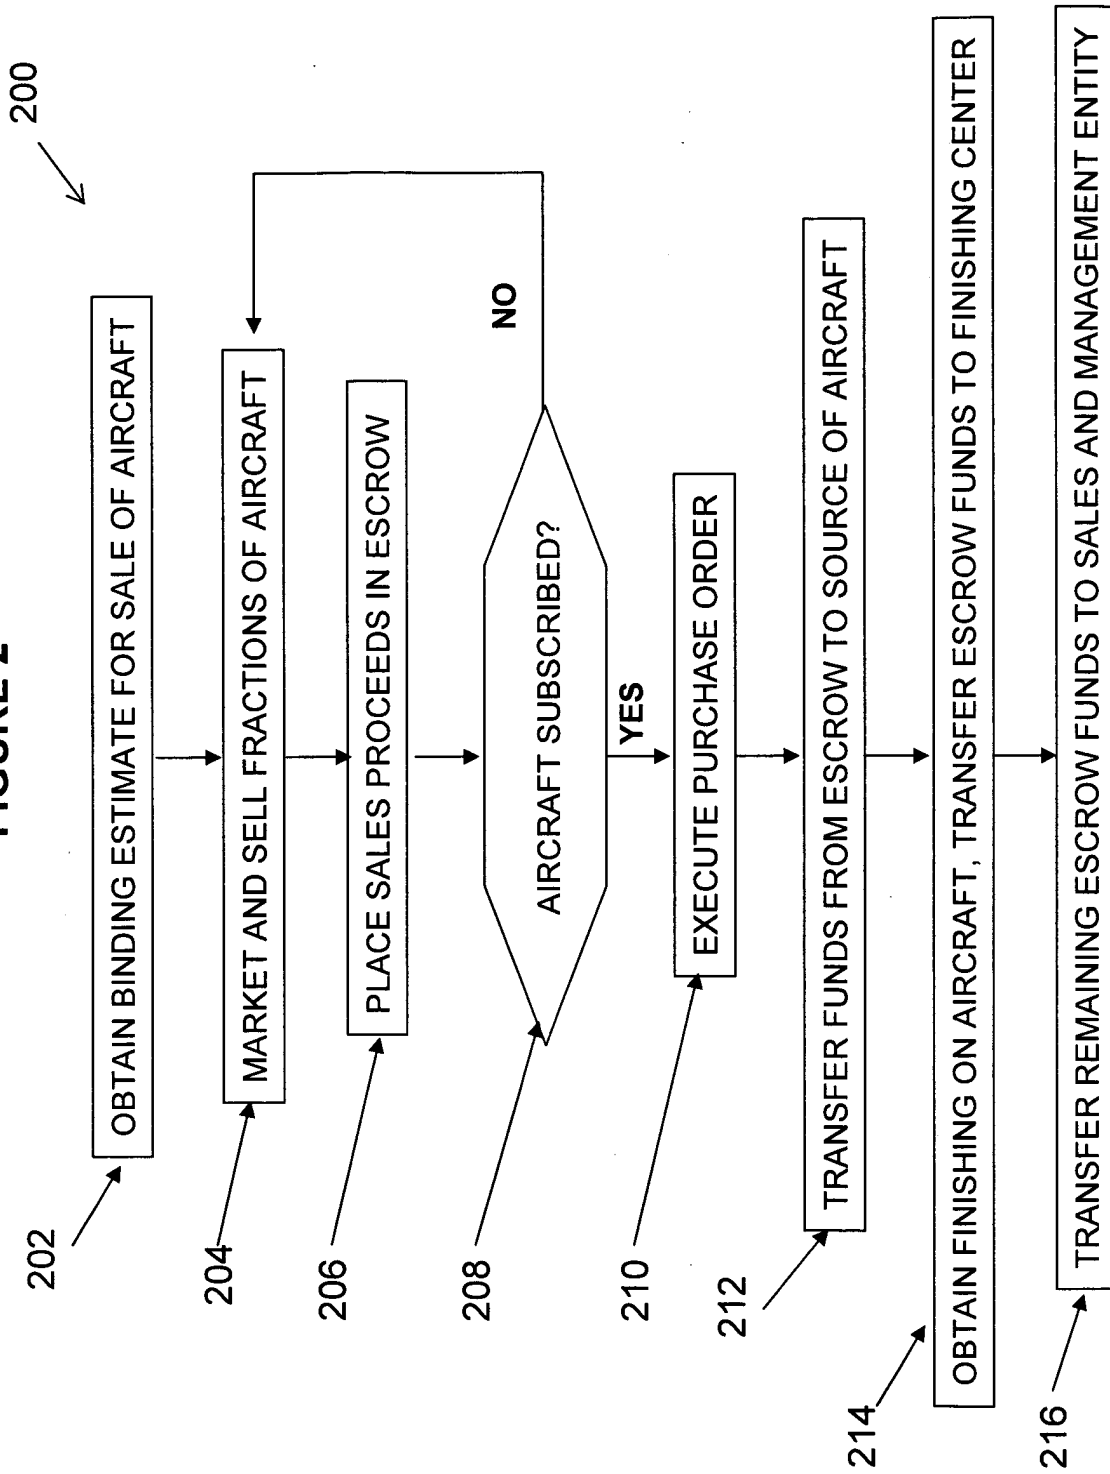 200
202
OBTAIN BINDING ESTIMATE FOR SALE OF AIRCRAFT
204
MARKET AND SELL FRACTIONS OF AIRCRAFT
206
PLACE SALES PROCEEDS IN ESCROW
208
AIRCRAFT SUBSCRIBED?
NO
YES
210
EXECUTE PURCHASE ORDER
212
TRANSFER FUNDS FROM ESCROW TO SOURCE OF AIRCRAFT
214
OBTAIN FINISHING ON AIRCRAFT, TRANSFER ESCROW FUNDS TO FINISHING CENTER
216
TRANSFER REMAINING ESCROW FUNDS TO SALES AND MANAGEMENT ENTITY